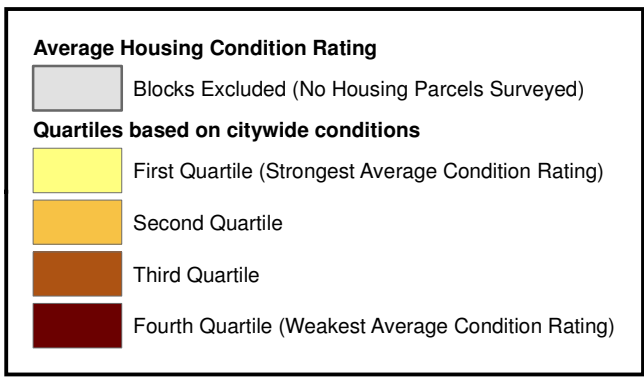 Average Housing Condition Rating
Blocks Excluded (No Housing Parcels Surveyed)
Quartiles based on citywide conditions
First Quartile (Strongest Average Condition Rating)
Second Quartile
Third Quartile
Fourth Quartile (Weakest Average Condition Rating)